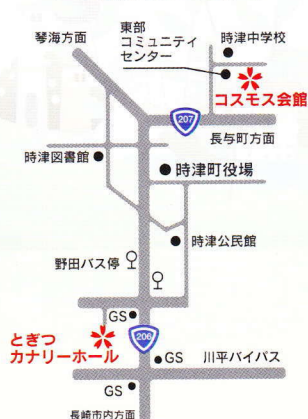 琴海方面
東部
コミュニティ
センター
時津中学校
コスモス会館
207
長与町方面
時津図書館
時津町役場
時津公民館
野田バス停
GS
とぎつ
カナリーホール
206
GS
川平バイパス
GS
長崎市内方面